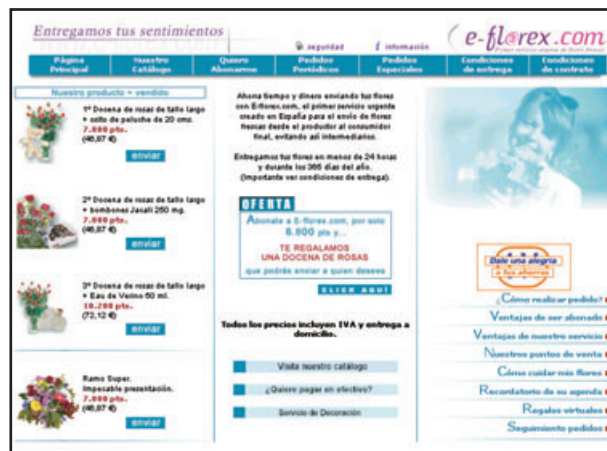 Entregamos tus sentimientos
seguridad
información
e-florex.com
Página Principal
Nuestro Catálogo
Quiero Abonarme
Pedidos Periódicos
Pedidos Especiales
Condiciones de entrega
Condiciones de contrato
Nuestro producto + vendido
1ª Docena de rosas de tallo largo
+ osito de peluche de 20 cms.
7.800 pts.
(46,87 €)
enviar
2ª Docena de rosas de tallo largo
+ bombones Jacali 250 mg.
7.800 pts.
(46,87 €)
enviar
3ª Docena de rosas de tallo largo
+ Eau de Verino 50 ml.
(72,12 €)
enviar
Ramo Super.
Impecable presentación.
7.800 pts.
(46,87 €)
enviar
Ahorra tiempo y dinero enviando tus flores
con E-florex.com, el primer servicio urgente
creado en España para el envío de flores
frescas desde el productor al consumidor
final, evitando así intermediarios.
Entregamos tus flores en menos de 24 horas
y durante los 365 días del año.
(Importante ver condiciones de entrega).
OFERTA
Abonate a E-florex.com, por solo
6.800 pts y...
TE REGALAMOS
UNA DOCENA DE ROSAS
que podrás enviar a quien desees
CLICK AQUÍ
Todos los precios incluyen IVA y entrega a
domicilio.
Visita nuestro catálogo
¿Quiere pagar en efectivo?
Servicio de Decoración
Dale una alegría
a tus ahorros
¿Cómo realizar pedido?
Ventajas de ser abonado
Ventajas de nuestro servicio
Nuestros puntos de venta
Cómo cuidar mis flores
Recordatorio de su agenda
Regalos virtuales
Seguimiento pedidos